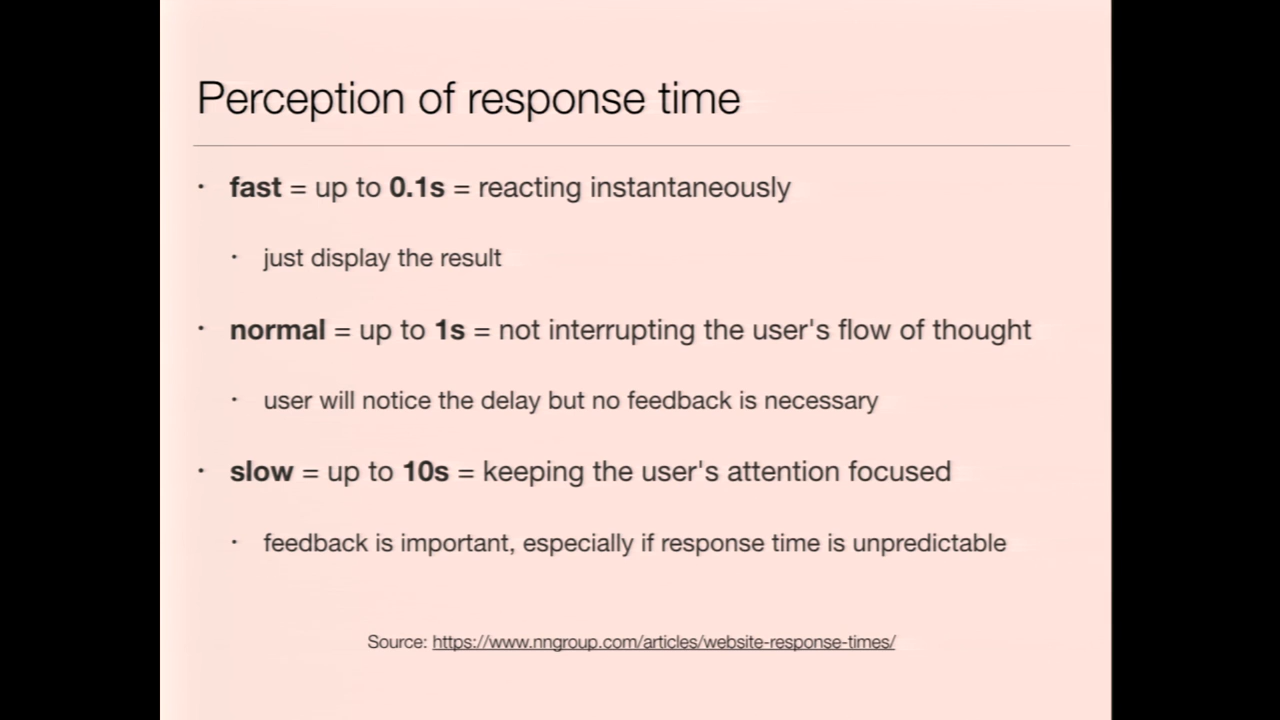 Perception of response time
• fast = up to 0.1s = reacting instantaneously
• just display the result
• normal = up to 1s = not interrupting the user's flow of thought
• user will notice the delay but no feedback is necessary
• slow = up to 10s = keeping the user's attention focused
• feedback is important, especially if response time is unpredictable
Source: https://www.nngroup.com/articles/website-response-times/